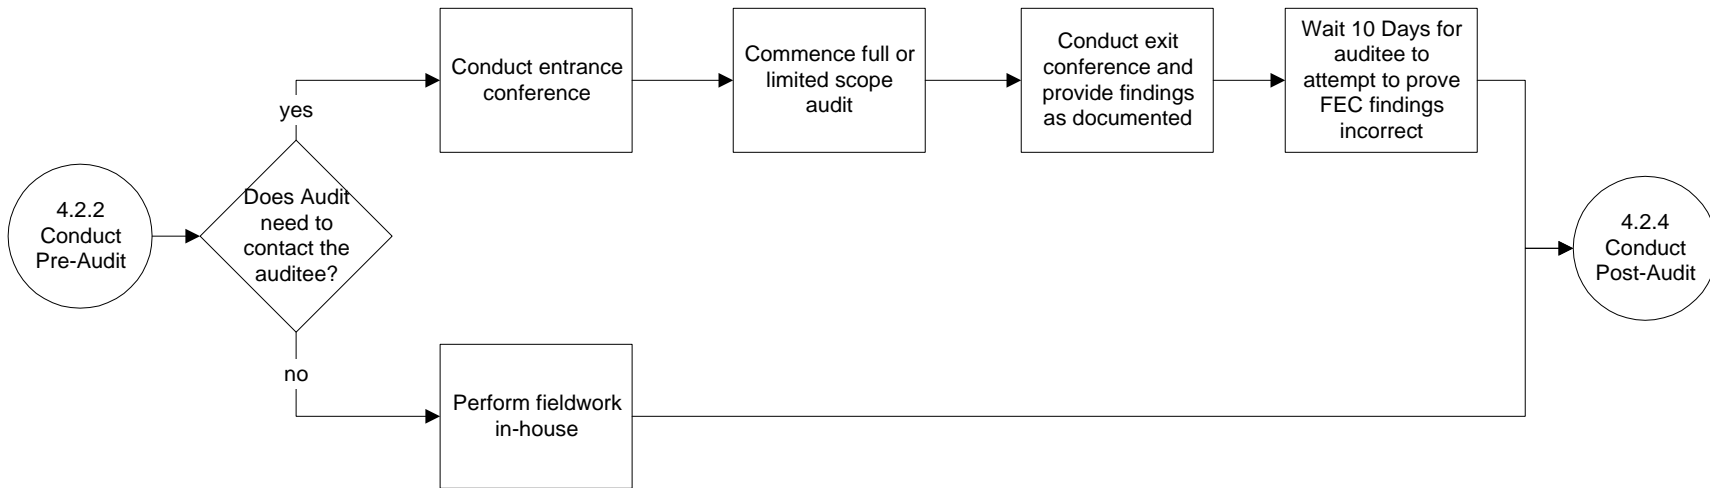 4.2.2
Conduct
Pre-Audit
Does Audit
need to
contact the
auditee?
yes
Conduct entrance
conference
Commence full or
limited scope
audit
Conduct exit
conference and
provide findings
as documented
Wait 10 Days for
auditee to
attempt to prove
FEC findings
incorrect
no
Perform fieldwork
in-house
4.2.4
Conduct
Post-Audit